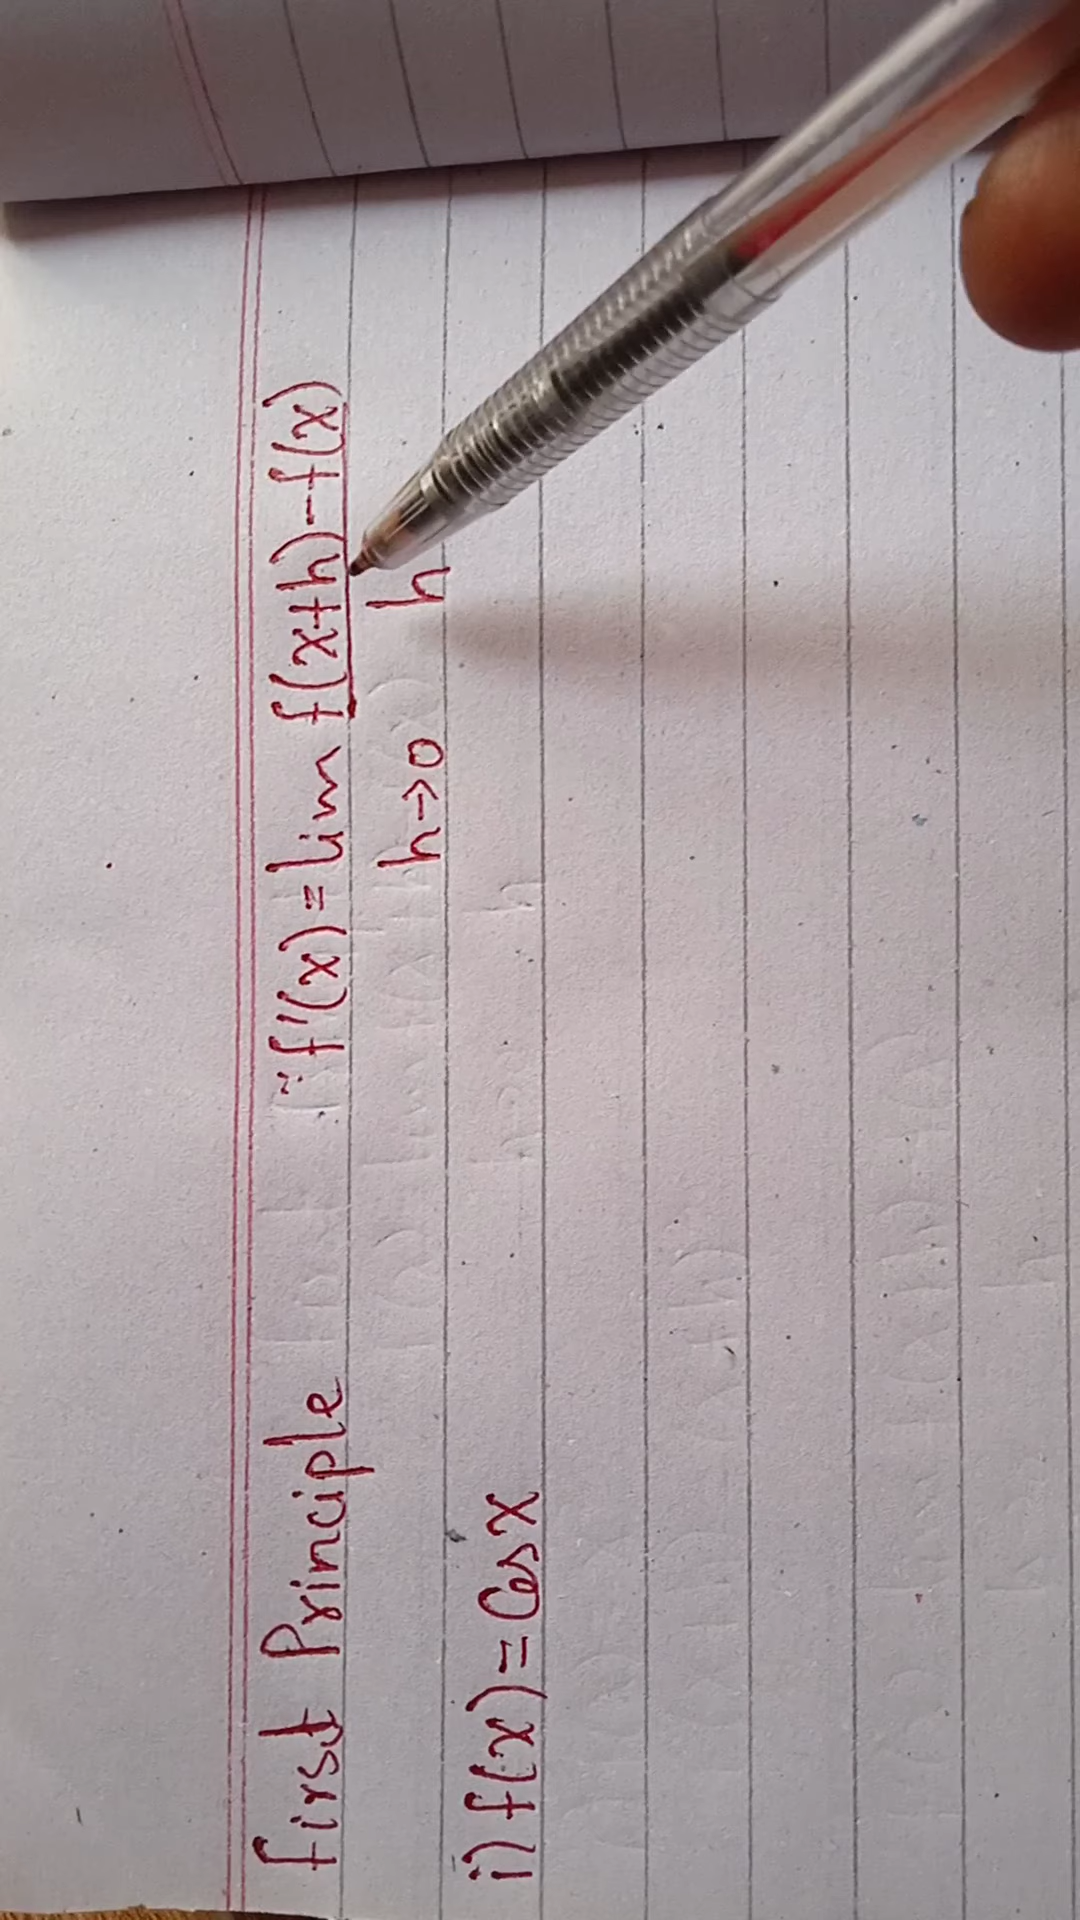 First Principle ∵ f'(x) = lim f(x+h)-f(x)
h→0 h
i) f(x) = Cos x